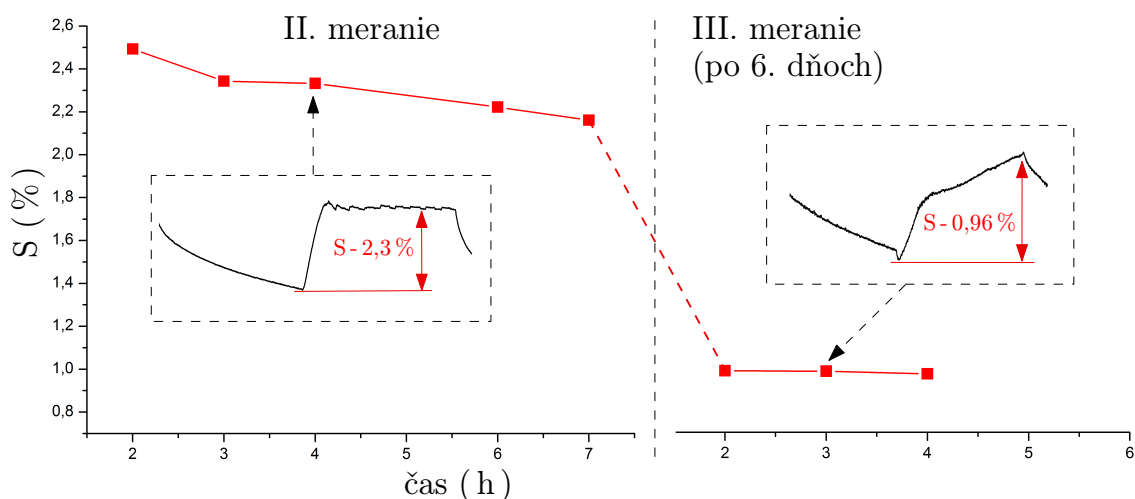 II. meranie
III. meranie
(po 6. dňoch)
2,6
2,4
2,2
2,0
1,8
1,6
1,4
1,2
1,0
0,8
S (%)
S - 2,3 %
S - 0,96 %
2 3 4 5 6 7
2 3 4 5 6
čas ( h )